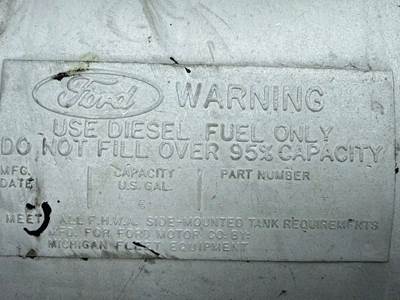 Ford WARNING
USE DIESEL FUEL ONLY
DO NOT FILL OVER 95% CAPACITY
MFG. CAPACITY PART NUMBER
DATE U.S. GAL.
MEETS ALL F.H.W.A. SIDE-MOUNTED TANK REQUIREMENTS
MFD. FOR FORD MOTOR CO. BY:
MICHIGAN FLEET EQUIPMENT